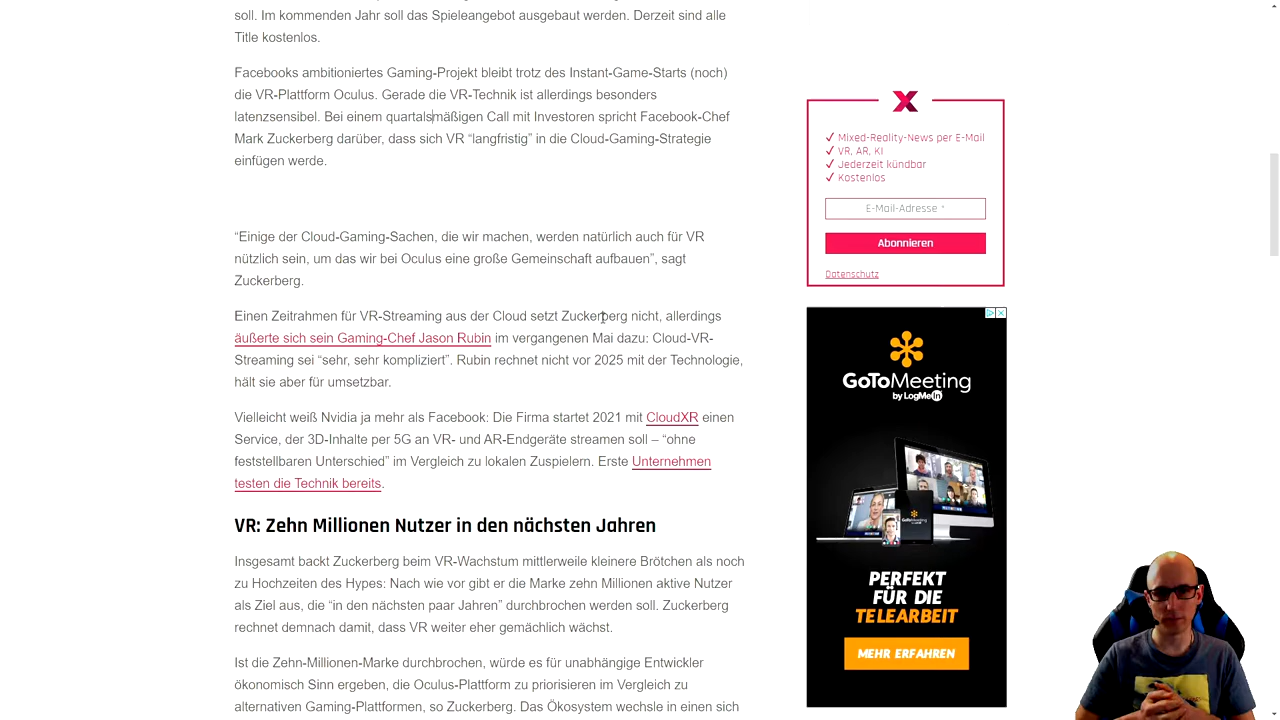 soll. Im kommenden Jahr soll das Spieleangebot ausgebaut werden. Derzeit sind alle
Title kostenlos.
Facebooks ambitioniertes Gaming-Projekt bleibt trotz des Instant-Game-Starts (noch)
die VR-Plattform Oculus. Gerade die VR-Technik ist allerdings besonders
latenzsensibel. Bei einem quartalsmäßigen Call mit Investoren spricht Facebook-Chef
Mark Zuckerberg darüber, dass sich VR “langfristig” in die Cloud-Gaming-Strategie
einfügen werde.
“Einige der Cloud-Gaming-Sachen, die wir machen, werden natürlich auch für VR
nützlich sein, um das wir bei Oculus eine große Gemeinschaft aufbauen”, sagt
Zuckerberg.
Einen Zeitrahmen für VR-Streaming aus der Cloud setzt Zuckerberg nicht, allerdings
äußerte sich sein Gaming-Chef Jason Rubin im vergangenen Mai dazu: Cloud-VR-
Streaming sei “sehr, sehr kompliziert”. Rubin rechnet nicht vor 2025 mit der Technologie,
hält sie aber für umsetzbar.
Vielleicht weiß Nvidia ja mehr als Facebook: Die Firma startet 2021 mit CloudXR einen
Service, der 3D-Inhalte per 5G an VR- und AR-Endgeräte streamen soll – “ohne
feststellbaren Unterschied” im Vergleich zu lokalen Zuspielern. Erste Unternehmen
testen die Technik bereits.
VR: Zehn Millionen Nutzer in den nächsten Jahren
Insgesamt backt Zuckerberg beim VR-Wachstum mittlerweile kleinere Brötchen als noch
zu Hochzeiten des Hypes: Nach wie vor gibt er die Marke zehn Millionen aktive Nutzer
als Ziel aus, die “in den nächsten paar Jahren” durchbrochen werden soll. Zuckerberg
rechnet demnach damit, dass VR weiter eher gemächlich wächst.
Ist die Zehn-Millionen-Marke durchbrochen, würde es für unabhängige Entwickler
ökonomisch Sinn ergeben, die Oculus-Plattform zu priorisieren im Vergleich zu
alternativen Gaming-Plattformen, so Zuckerberg. Das Ökosystem wechsle in einen sich
X
✓ Mixed-Reality-News per E-Mail
✓ VR, AR, KI
✓ Jederzeit kündbar
✓ Kostenlos
E-Mail-Adresse *
Abonnieren
Datenschutz
GoToMeeting
by LogMeIn
GoToMeeting
PERFEKT
FÜR DIE
TELEARBEIT
MEHR ERFAHREN